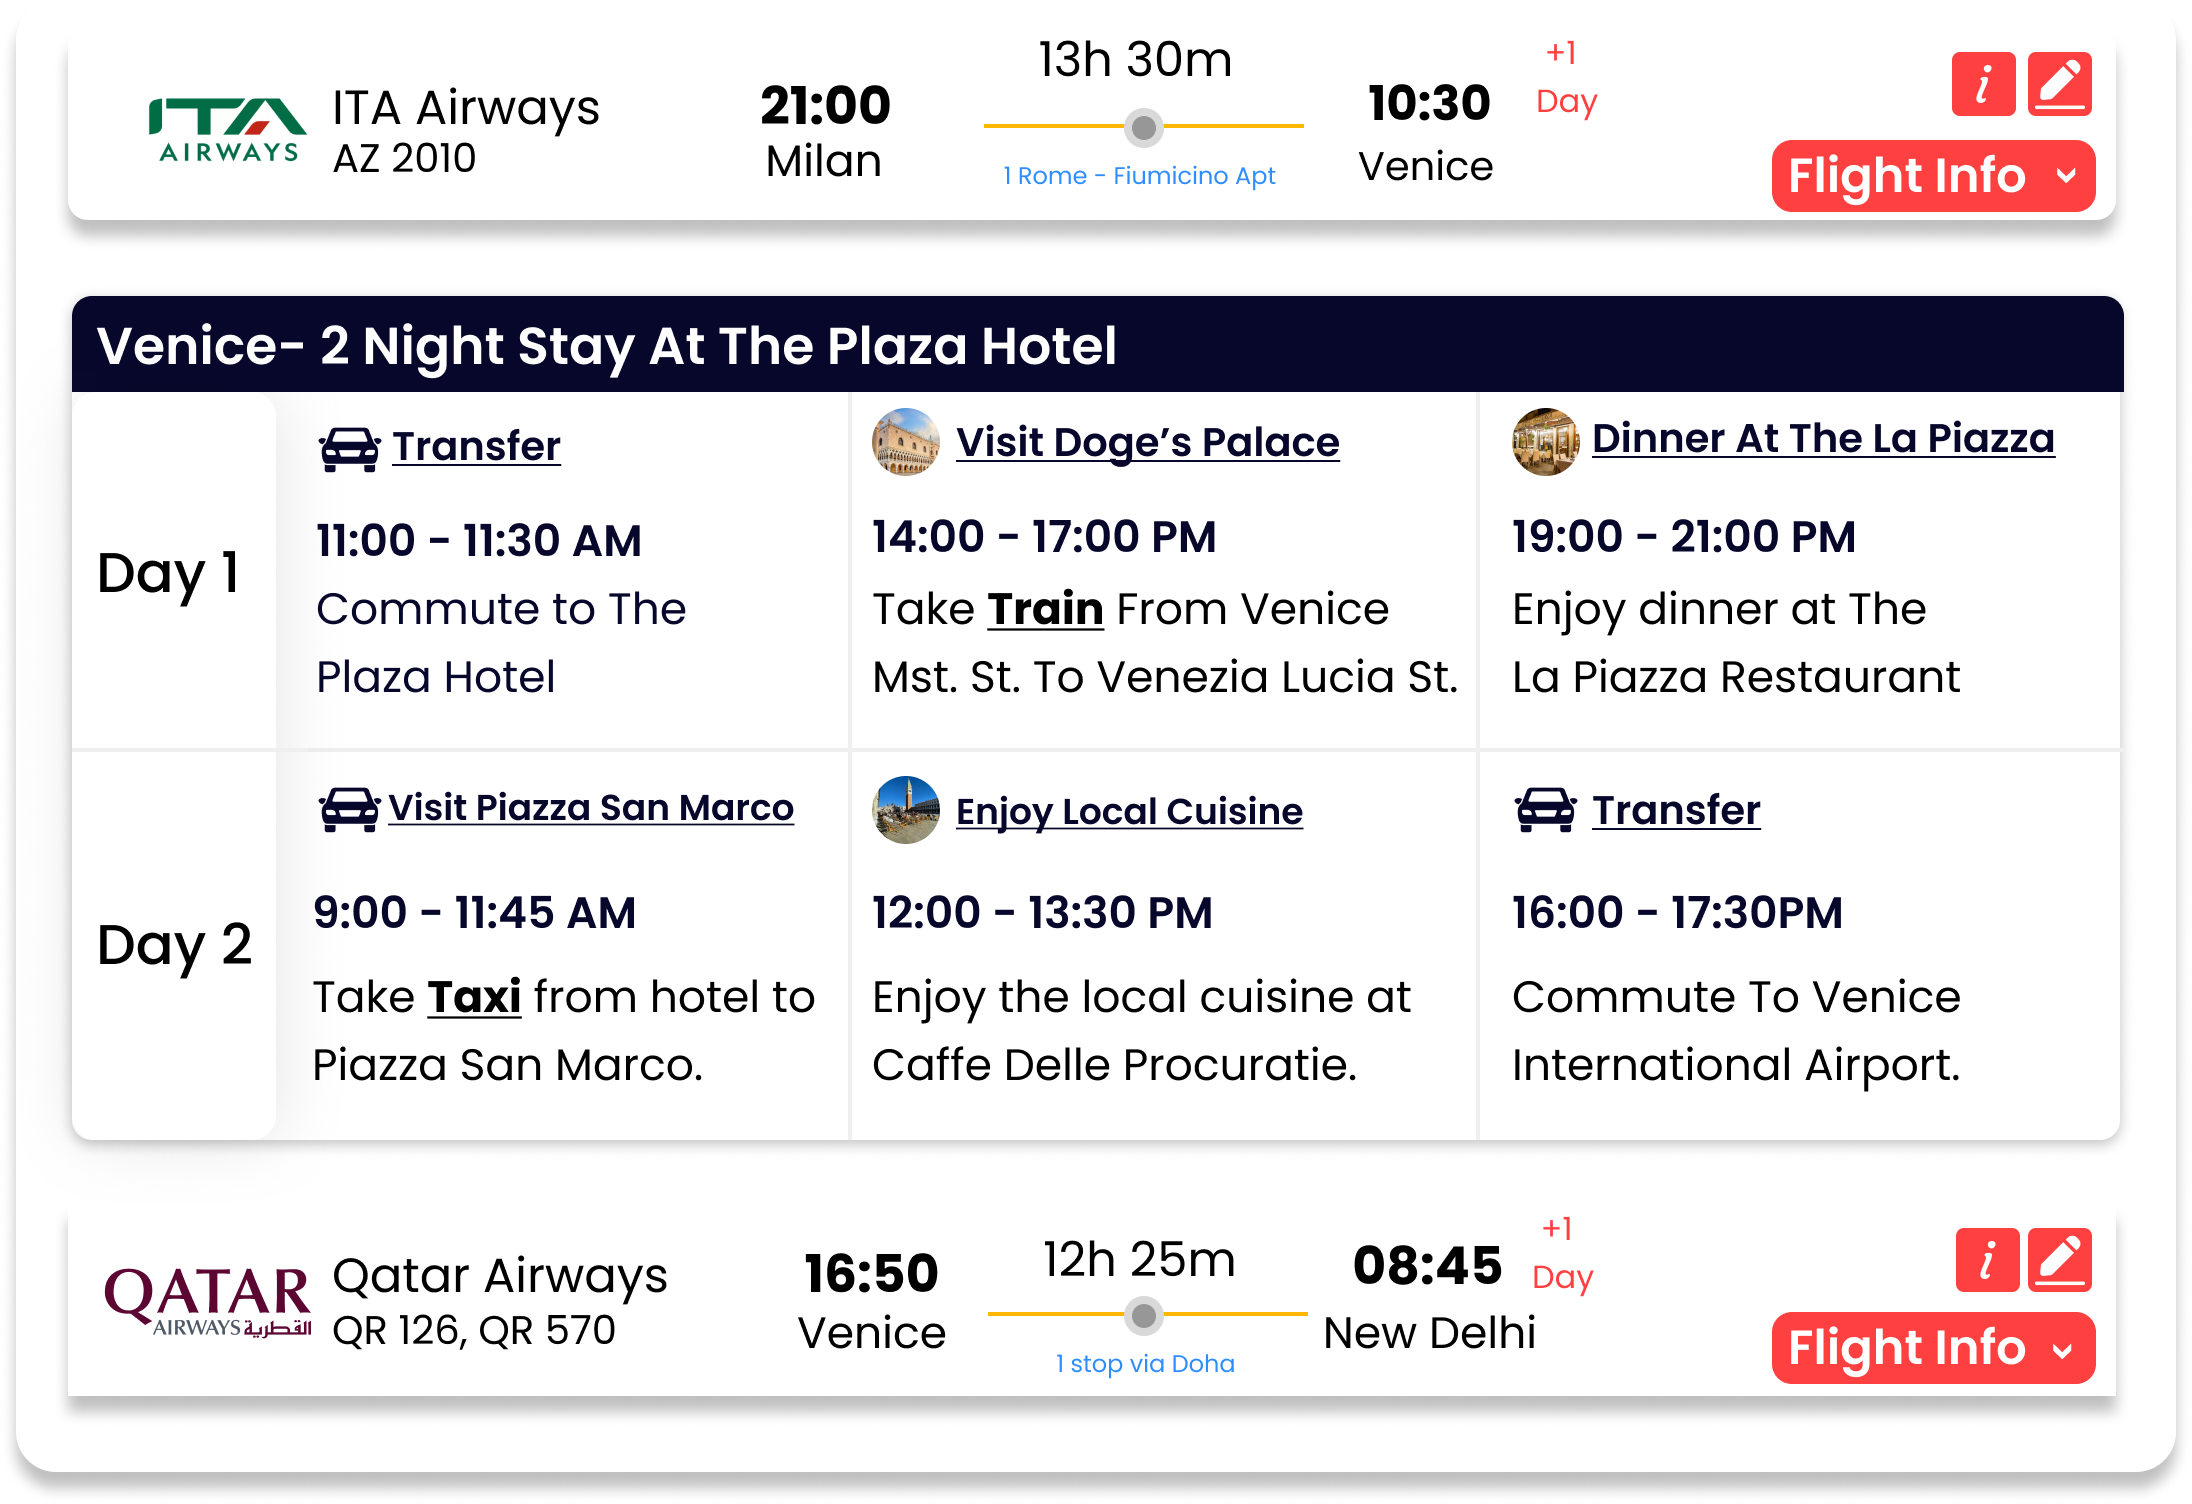 ITA
AIRWAYS
ITA Airways
AZ 2010
21:00
Milan
13h 30m
1 Rome - Fiumicino Apt
10:30
Venice
+1
Day
i
Flight Info
Venice- 2 Night Stay At The Plaza Hotel
Day 1
Transfer
11:00 - 11:30 AM
Commute to The
Plaza Hotel
Visit Doge’s Palace
14:00 - 17:00 PM
Take Train From Venice
Mst. St. To Venezia Lucia St.
Dinner At The La Piazza
19:00 - 21:00 PM
Enjoy dinner at The
La Piazza Restaurant
Day 2
Visit Piazza San Marco
9:00 - 11:45 AM
Take Taxi from hotel to
Piazza San Marco.
Enjoy Local Cuisine
12:00 - 13:30 PM
Enjoy the local cuisine at
Caffe Delle Procuratie.
Transfer
16:00 - 17:30PM
Commute To Venice
International Airport.
QATAR
AIRWAYS القطرية
Qatar Airways
QR 126, QR 570
16:50
Venice
12h 25m
1 stop via Doha
08:45
New Delhi
+1
Day
i
Flight Info